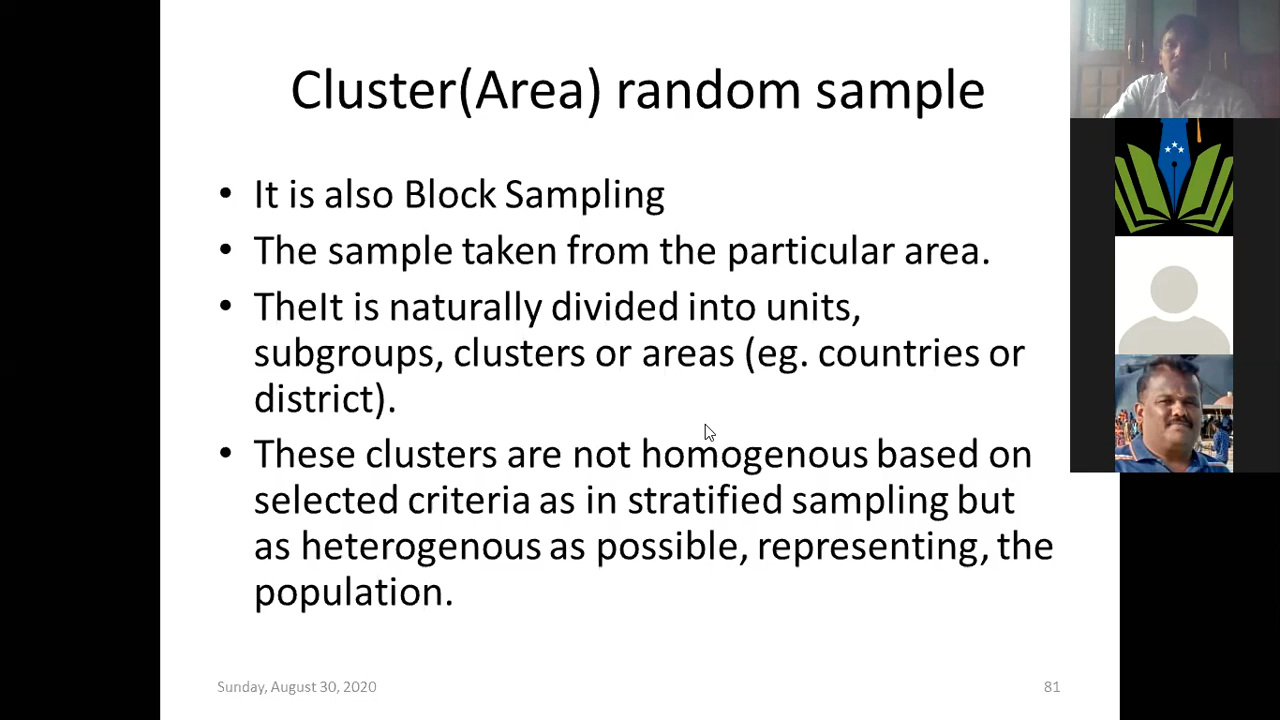 Cluster(Area) random sample
• It is also Block Sampling
• The sample taken from the particular area.
• TheIt is naturally divided into units,
subgroups, clusters or areas (eg. countries or
district).
• These clusters are not homogenous based on
selected criteria as in stratified sampling but
as heterogenous as possible, representing, the
population.
Sunday, August 30, 2020
81